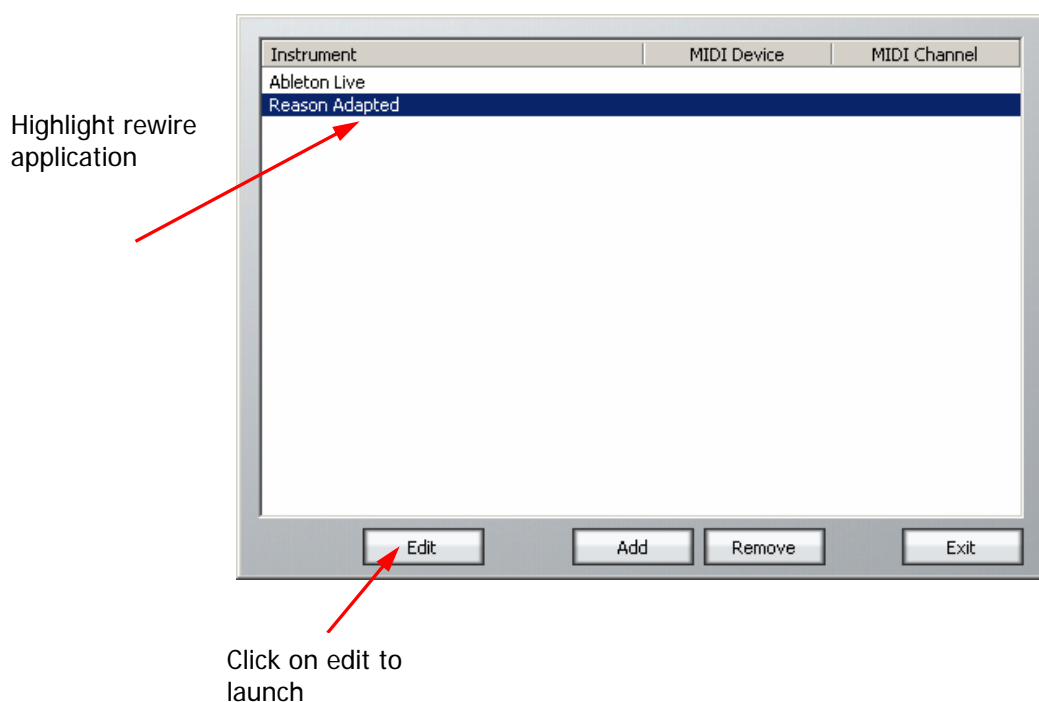 Instrument MIDI Device MIDI Channel
Ableton Live
Reason Adapted
Highlight rewire
application
Edit Add Remove Exit
Click on edit to
launch